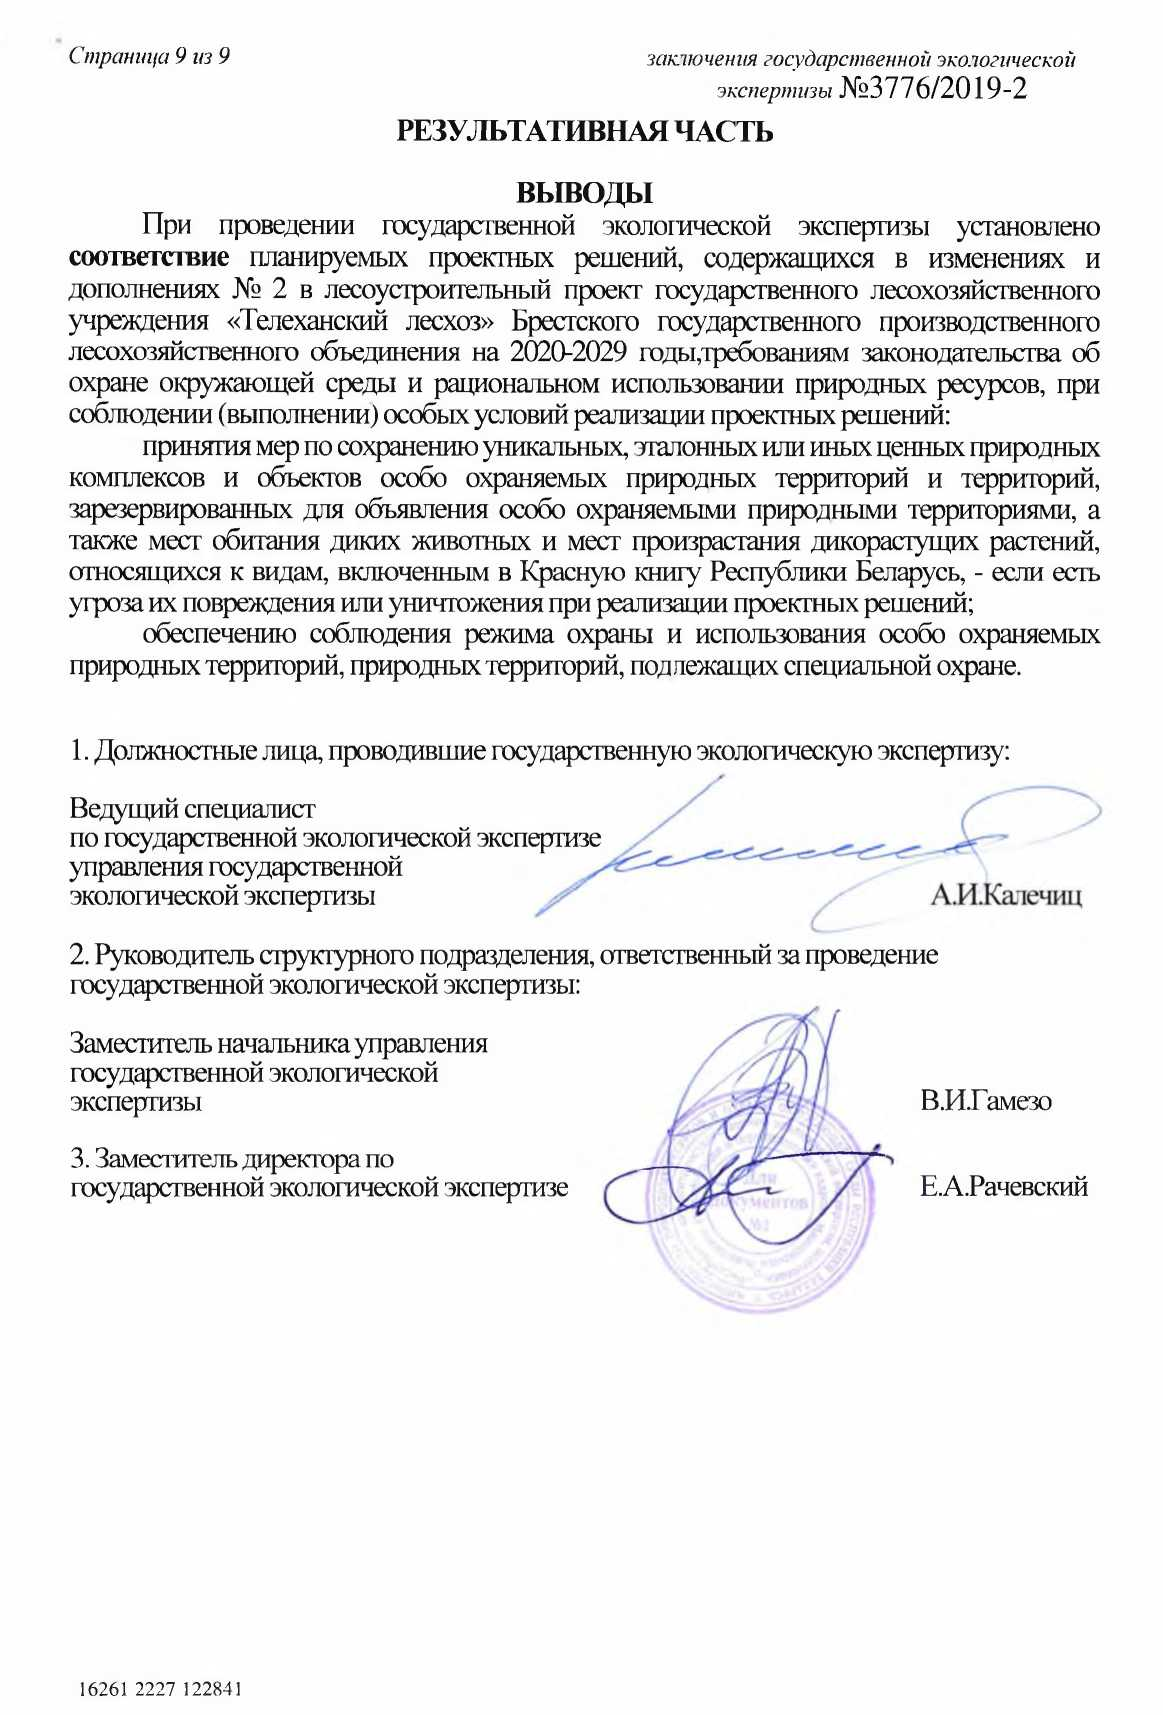 Страница 9 из 9
заключения государственной экологической
экспертизы №3776/2019-2
РЕЗУЛЬТАТИВНАЯ ЧАСТЬ
ВЫВОДЫ
При проведении государственной экологической экспертизы установлено
соответствие планируемых проектных решений, содержащихся в изменениях и
дополнениях № 2 в лесоустроительный проект государственного лесохозяйственного
учреждения «Телеханский лесхоз» Брестского государственного производственного
лесохозяйственного объединения на 2020-2029 годы,требованиям законодательства об
охране окружающей среды и рациональном использовании природных ресурсов, при
соблюдении (выполнении) особых условий реализации проектных решений:
принятия мер по сохранению уникальных, эталонных или иных ценных природных
комплексов и объектов особо охраняемых природных территорий и территорий,
зарезервированных для объявления особо охраняемыми природными территориями, а
также мест обитания диких животных и мест произрастания дикорастущих растений,
относящихся к видам, включенным в Красную книгу Республики Беларусь, - если есть
угроза их повреждения или уничтожения при реализации проектных решений;
обеспечению соблюдения режима охраны и использования особо охраняемых
природных территорий, природных территорий, подлежащих специальной охране.
1. Должностные лица, проводившие государственную экологическую экспертизу:
Ведущий специалист
по государственной экологической экспертизе
управления государственной
экологической экспертизы
А.И.Калечиц
2. Руководитель структурного подразделения, ответственный за проведение
государственной экологической экспертизы:
Заместитель начальника управления
государственной экологической
экспертизы
В.И.Гамезо
3. Заместитель директора по
государственной экологической экспертизе
Е.А.Рачевский
Для
документов
№1
16261 2227 122841